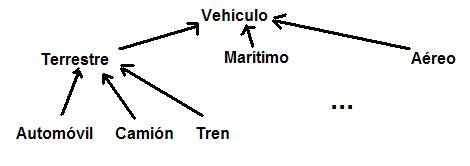 Vehículo
Terrestre Marítimo Aéreo
...
Automóvil Camión Tren